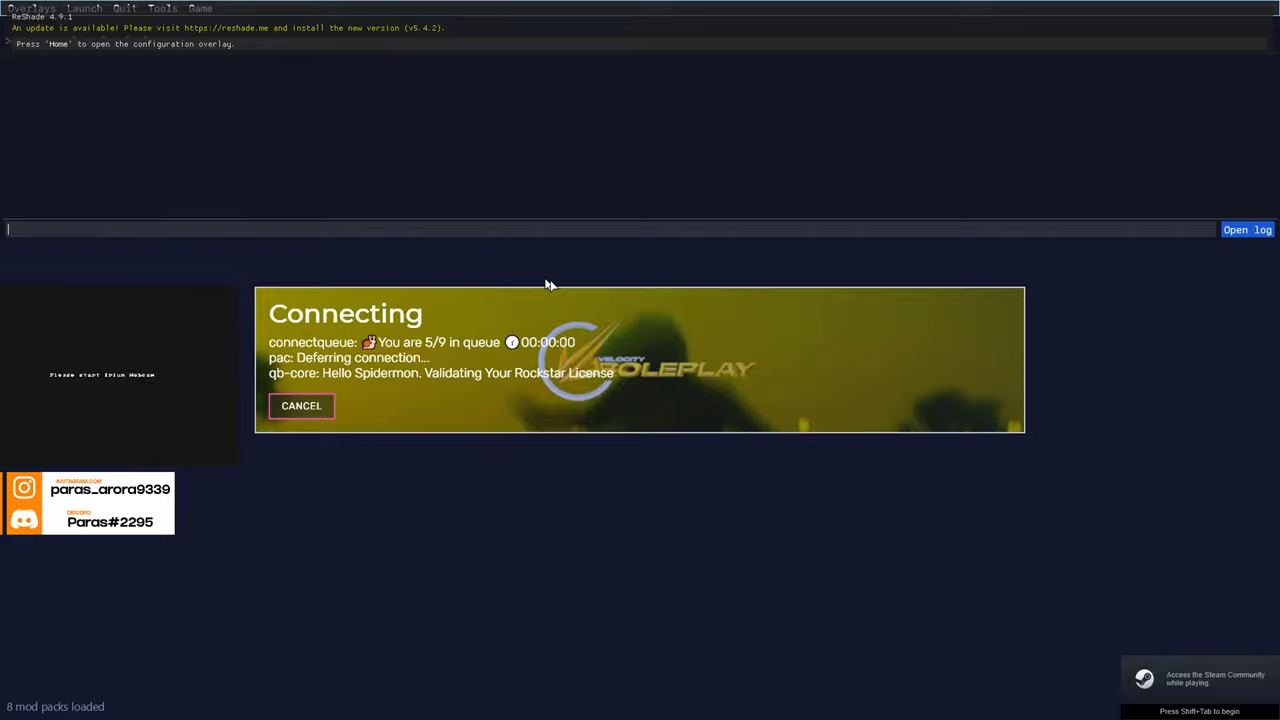 Overlays Launch Quit Tools Game
ReShade 4.9.1
An update is available! Please visit https://reshade.me and install the new version (v5.4.2).
Press 'Home' to open the configuration overlay.
Open log
Connecting
connectqueue: 🐌You are 5/9 in queue 🕐00:00:00
pac: Deferring connection...
qb-core: Hello Spidermon. Validating Your Rockstar License
VELOCITY
ROLEPLAY
CANCEL
Please start Epium Webcam
INSTAGRAM.COM
paras_arora9339
DISCORD
Paras#2295
8 mod packs loaded
Access the Steam Community
while playing.
Press Shift+Tab to begin